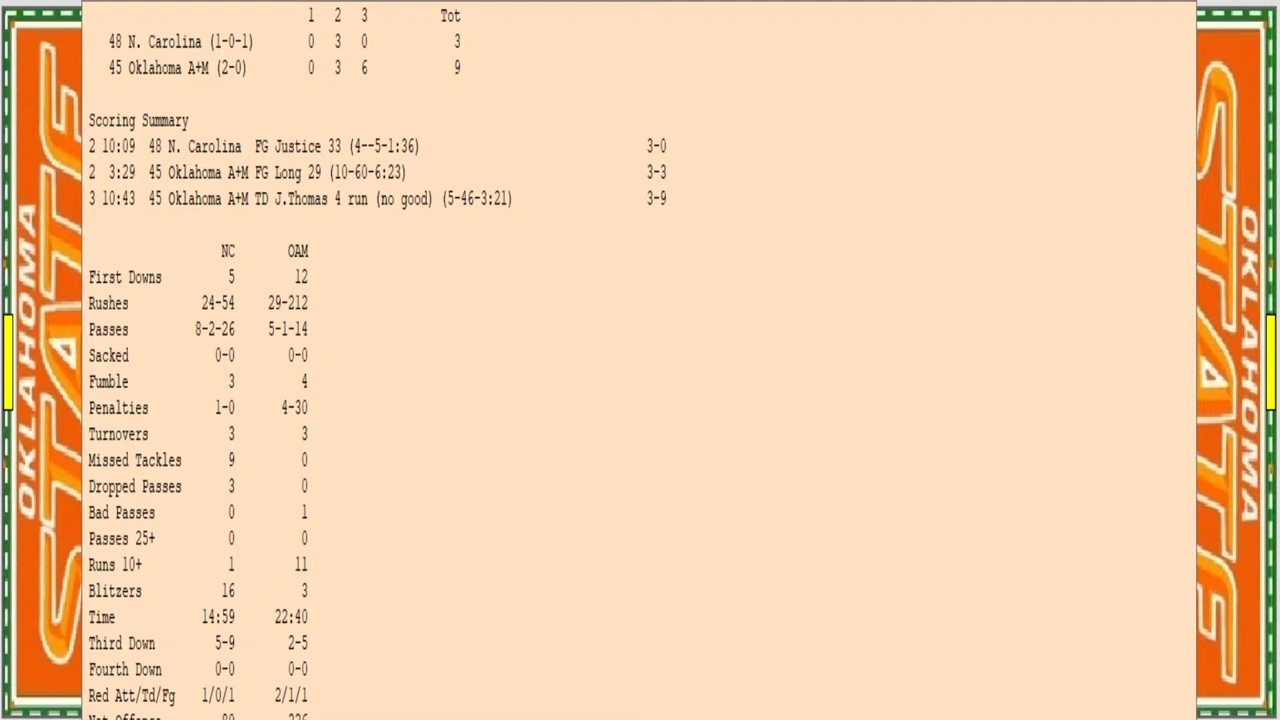 1 2 3 Tot
48 N. Carolina (1-0-1) 0 3 0 3
45 Oklahoma A+M (2-0) 0 3 6 9
Scoring Summary
2 10:09 48 N. Carolina FG Justice 33 (4--5-1:36) 3-0
2 3:29 45 Oklahoma A+M FG Long 29 (10-60-6:23) 3-3
3 10:43 45 Oklahoma A+M TD J.Thomas 4 run (no good) (5-46-3:21) 3-9
NC OAM
First Downs 5 12
Rushes 24-54 29-212
Passes 8-2-26 5-1-14
Sacked 0-0 0-0
Fumble 3 4
Penalties 1-0 4-30
Turnovers 3 3
Missed Tackles 9 0
Dropped Passes 3 0
Bad Passes 0 1
Passes 25+ 0 0
Runs 10+ 1 11
Blitzers 16 3
Time 14:59 22:40
Third Down 5-9 2-5
Fourth Down 0-0 0-0
Red Att/Td/Fg 1/0/1 2/1/1
Net Offense 80 226
OKLAHOMA
STATE
OKLAHOMA
STATE